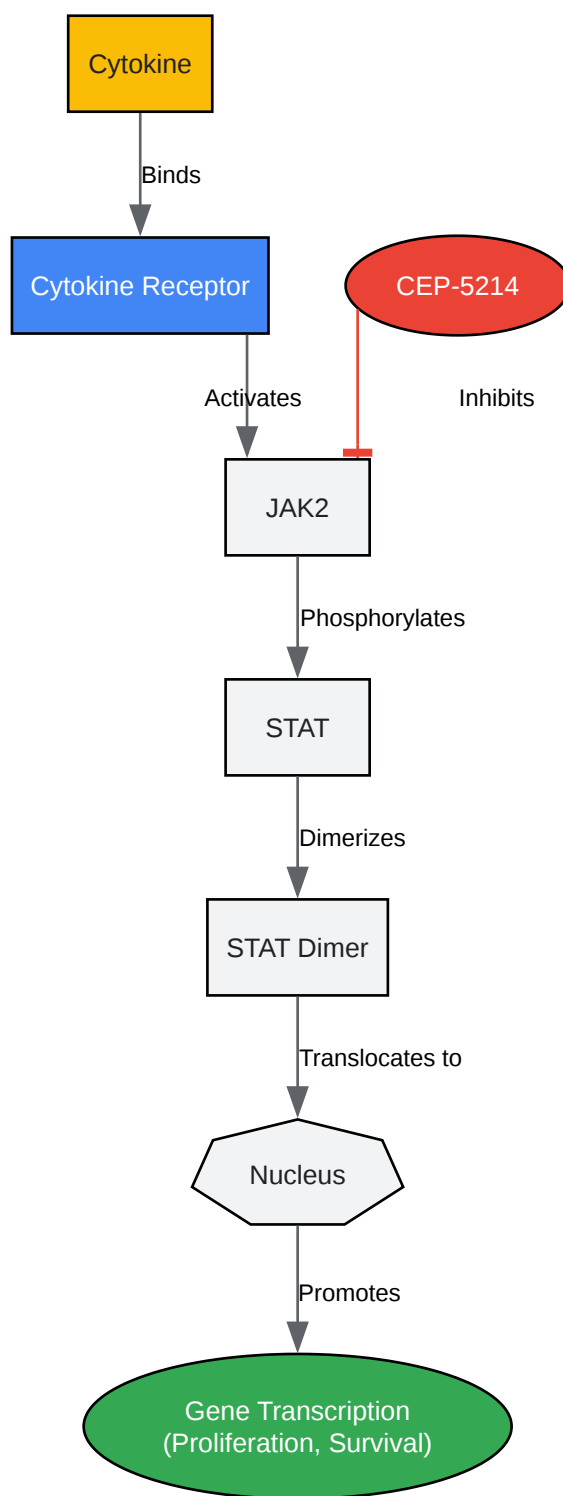 Cytokine
Binds
Cytokine Receptor
CEP-5214
Activates
Inhibits
JAK2
Phosphorylates
STAT
Dimerizes
STAT Dimer
Translocates to
Nucleus
Promotes
Gene Transcription
(Proliferation, Survival)